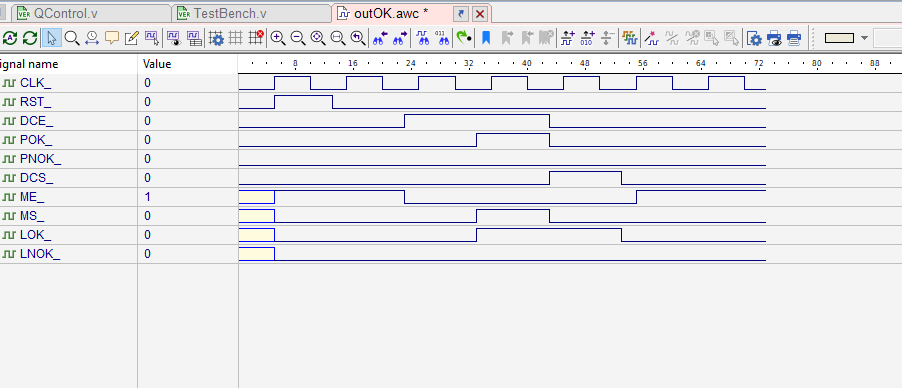 QControl.v TestBench.v outOK.awc *
ignal name Value 8 16 24 32 40 48 56 64 72 80 88
CLK_ 0
RST_ 0
DCE_ 0
POK_ 0
PNOK_ 0
DCS_ 0
ME_ 1
MS_ 0
LOK_ 0
LNOK_ 0